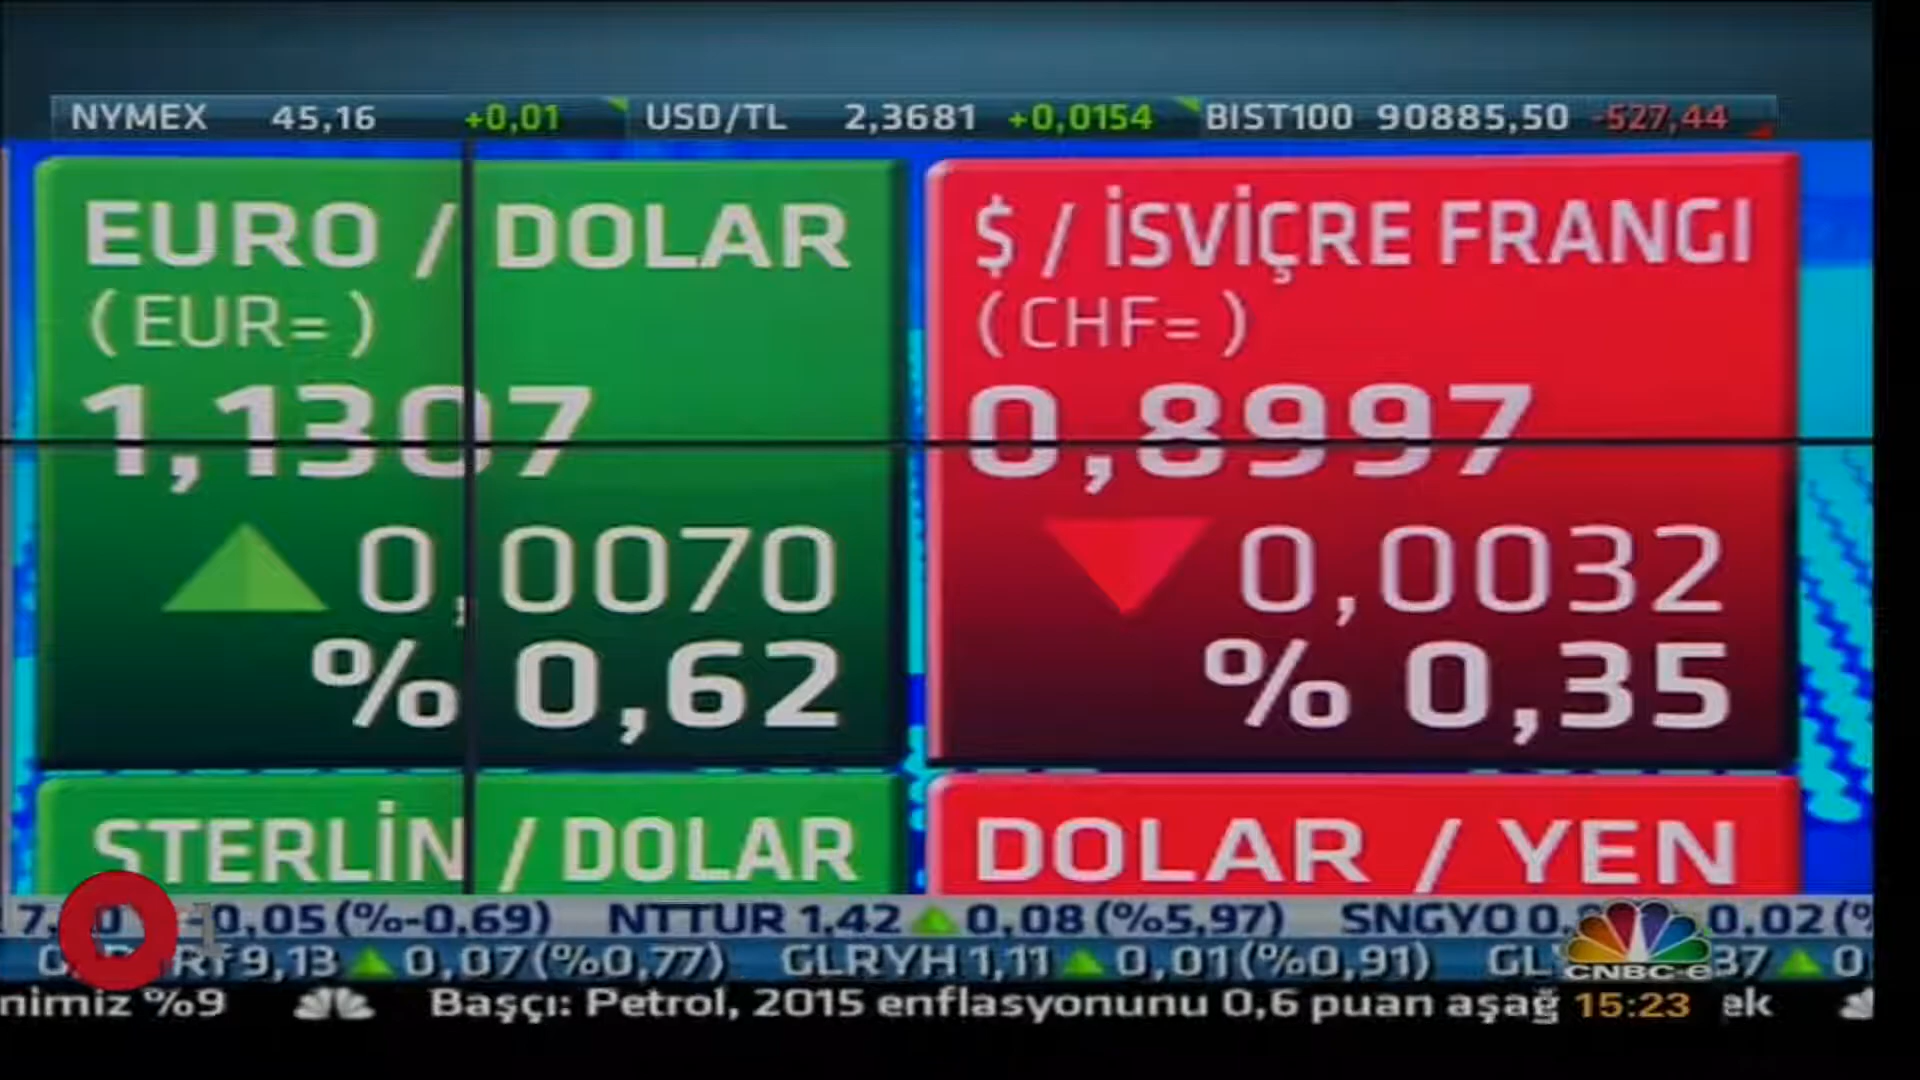 NYMEX 45,16 +0,01 USD/TL 2,3681 +0,0154 BIST100 90885,50 -527,44
EURO / DOLAR
(EUR=)
1,1307
0,0070
% 0,62
$ / İSVİÇRE FRANGI
(CHF=)
0,8997
0,0032
% 0,35
STERLİN / DOLAR
DOLAR / YEN
0,05(%-0,69) NTTUR 1,42 0,08(%5,97) SNGYO 0,02(%
9,13 0,07(%0,77) GLRYH 1,11 0,01(%0,91) GL 37 0
CNBC-e
nimiz %9 Başçı: Petrol, 2015 enflasyonunu 0,6 puan aşağ 15:23 ek